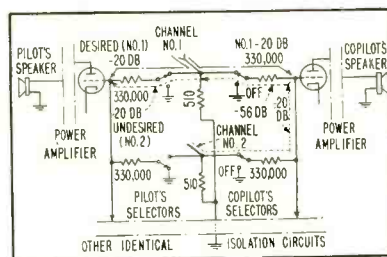 PILOT'S
SPEAKER
DESIRED (NO.1)
-20 DB
CHANNEL
NO.1
NO.1-20 DB
330,000
COPILOT'S
SPEAKER
330,000
-20 DB
UNDESIRED
(NO.2)
510
OFF
-56 DB
-20
DB
POWER
AMPLIFIER
POWER
AMPLIFIER
CHANNEL
NO. 2
330,000
510
OFF
330,000
PILOT'S
SELECTORS
COPILOT'S
SELECTORS
OTHER IDENTICAL
ISOLATION CIRCUITS